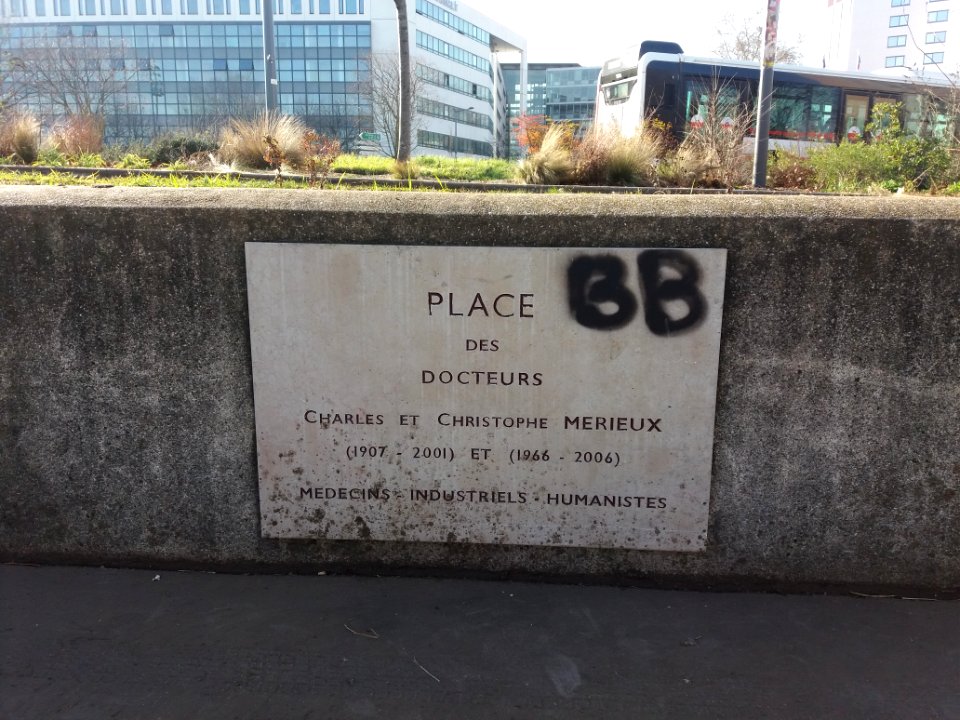 PLACE
BB
DES
DOCTEURS
CHARLES ET CHRISTOPHE MERIEUX
(1907 - 2001) ET (1966 - 2006)
MEDECINS - INDUSTRIELS - HUMANISTES